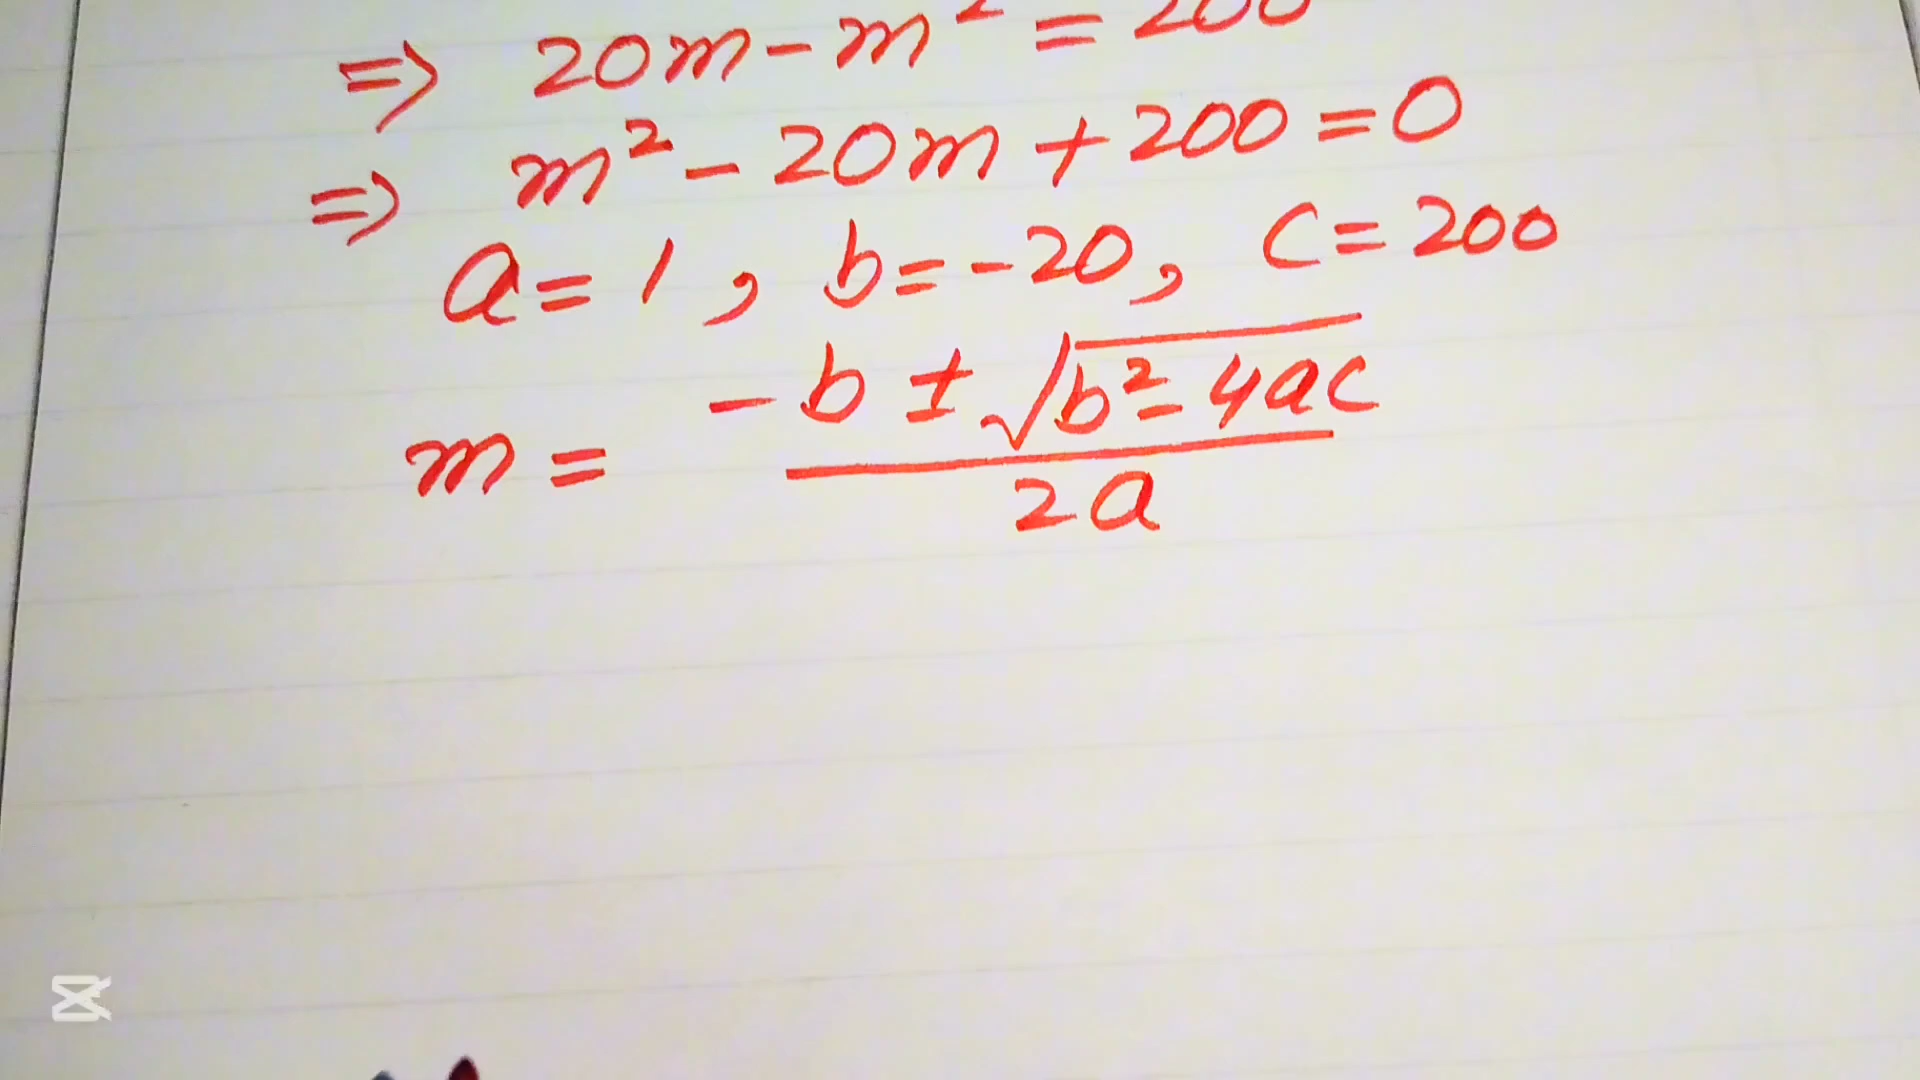 ⇒ 20m - m² = 200
⇒ m² - 20m + 200 = 0
a = 1, b = -20, c = 200
m = (-b ± √(b² - 4ac)) / 2a